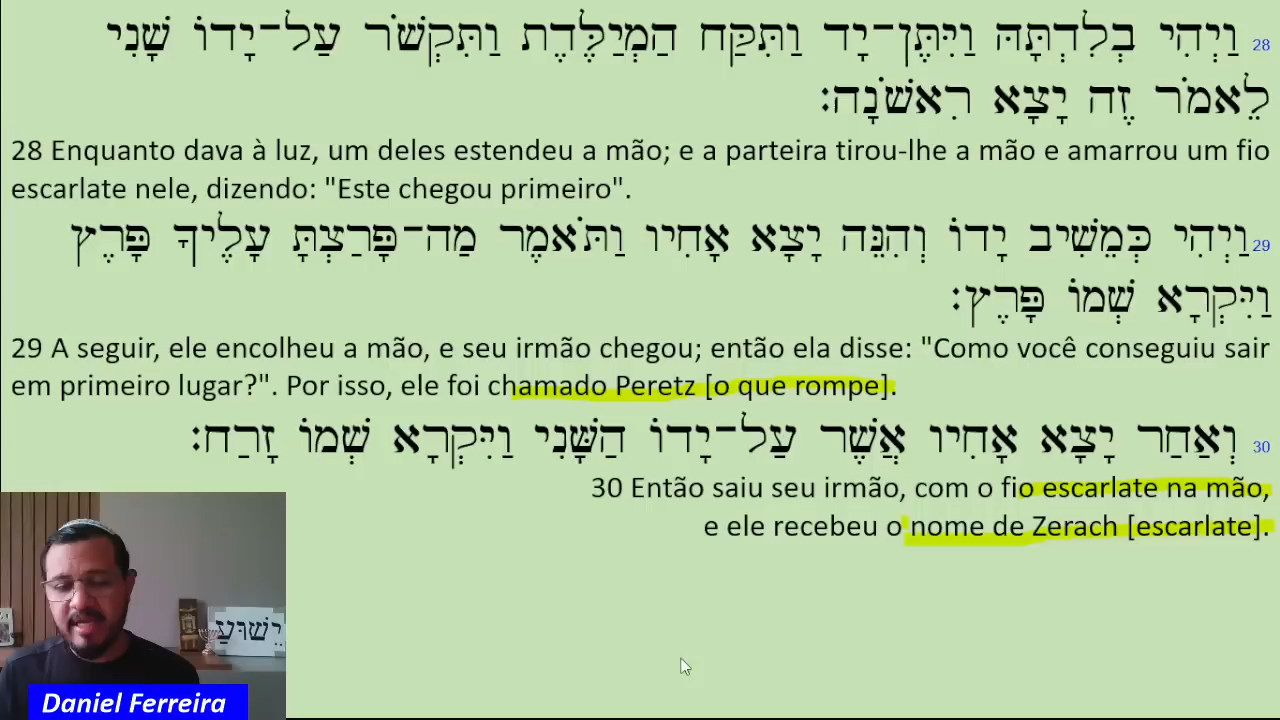 28 וַיְהִי בְלִדְתָּהּ וַיִּתֶּן־יָד וַתִּקַּח הַמְיַלֶּדֶת וַתִּקְשֹׁר עַל־יָדוֹ שָׁנִי
לֵאמֹר זֶה יָצָא רִאשֹׁנָה׃
28 Enquanto dava à luz, um deles estendeu a mão; e a parteira tirou-lhe a mão e amarrou um fio
escarlate nele, dizendo: "Este chegou primeiro".
29 וַיְהִי כְּמֵשִׁיב יָדוֹ וְהִנֵּה יָצָא אָחִיו וַתֹּאמֶר מַה־פָּרַצְתָּ עָלֶיךָ פָּרֶץ
וַיִּקְרָא שְׁמוֹ פָּרֶץ׃
29 A seguir, ele encolheu a mão, e seu irmão chegou; então ela disse: "Como você conseguiu sair
em primeiro lugar?". Por isso, ele foi chamado Peretz [o que rompe].
30 וְאַחַר יָצָא אָחִיו אֲשֶׁר עַל־יָדוֹ הַשָּׁנִי וַיִּקְרָא שְׁמוֹ זָרַח׃
30 Então saiu seu irmão, com o fio escarlate na mão,
e ele recebeu o nome de Zerach [escarlate].
יֵשׁוּעַ
Daniel Ferreira